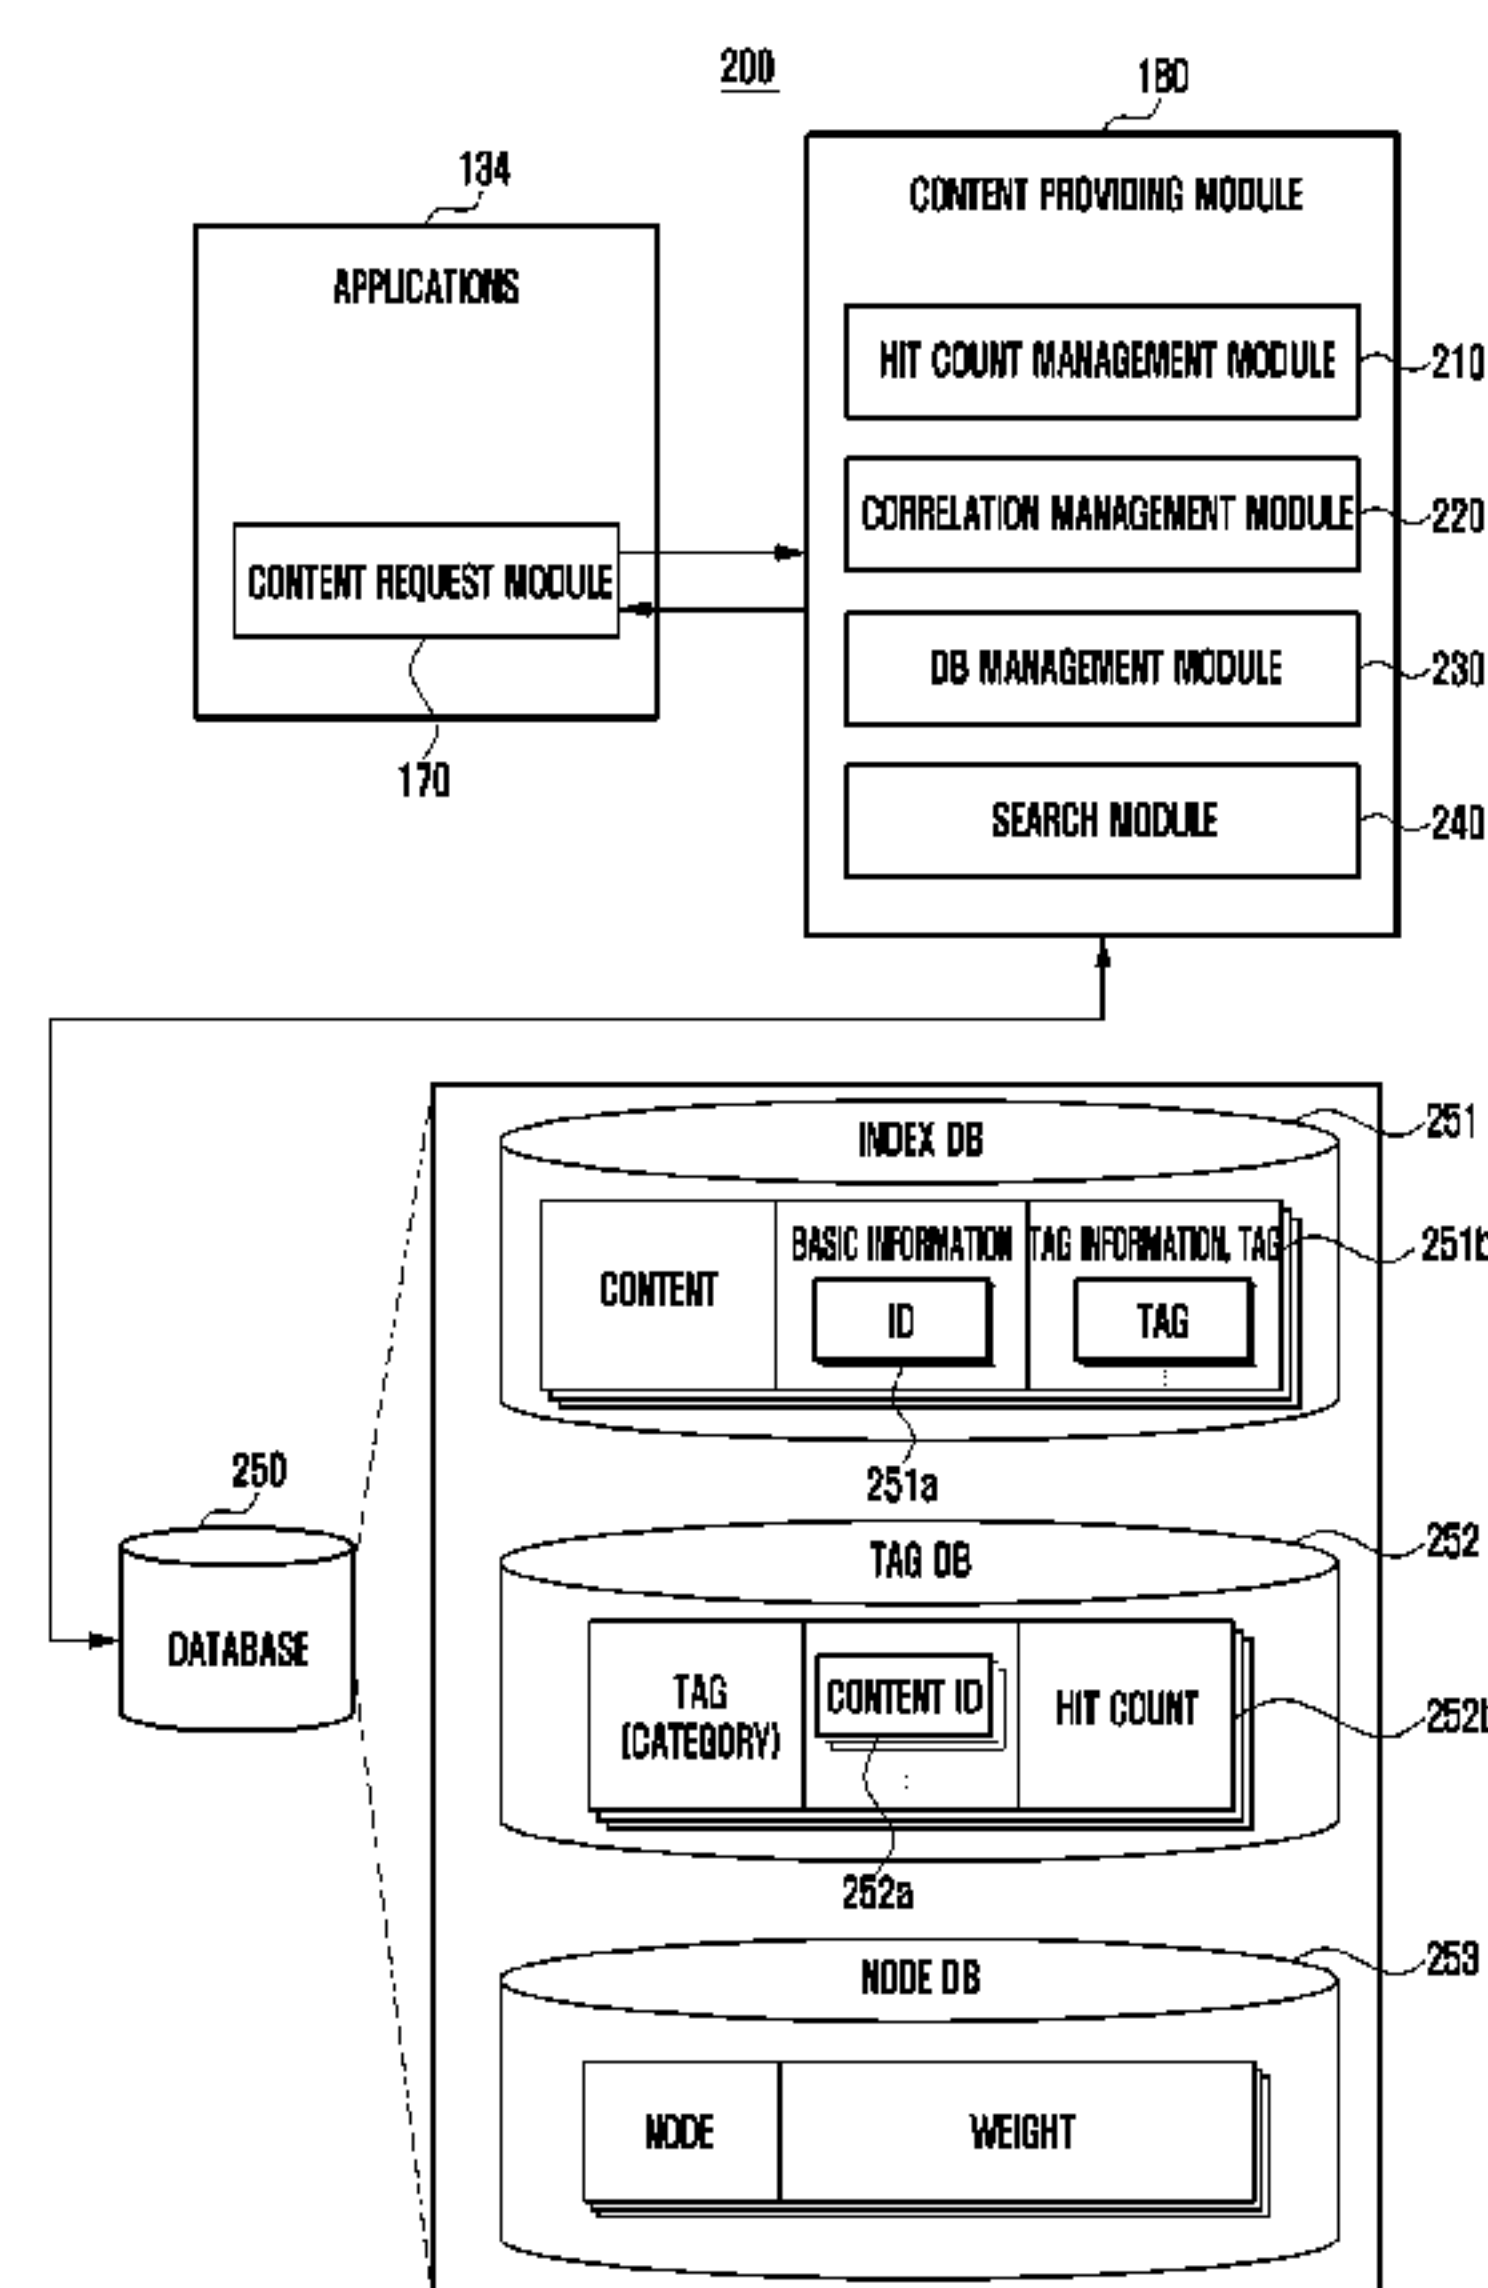 200
180
134
CONTENT PROVIDING MODULE
APPLICATIONS
HIT COUNT MANAGEMENT MODULE
210
CORRELATION MANAGEMENT MODULE
220
CONTENT REQUEST MODULE
DB MANAGEMENT MODULE
230
170
SEARCH MODULE
240
INDEX DB
251
BASIC INFORMATION
TAG INFORMATION, TAG
251b
CONTENT
ID
TAG
251a
250
TAG DB
252
DATABASE
TAG
(CATEGORY)
CONTENT ID
HIT COUNT
252b
252a
NODE DB
253
NODE
WEIGHT